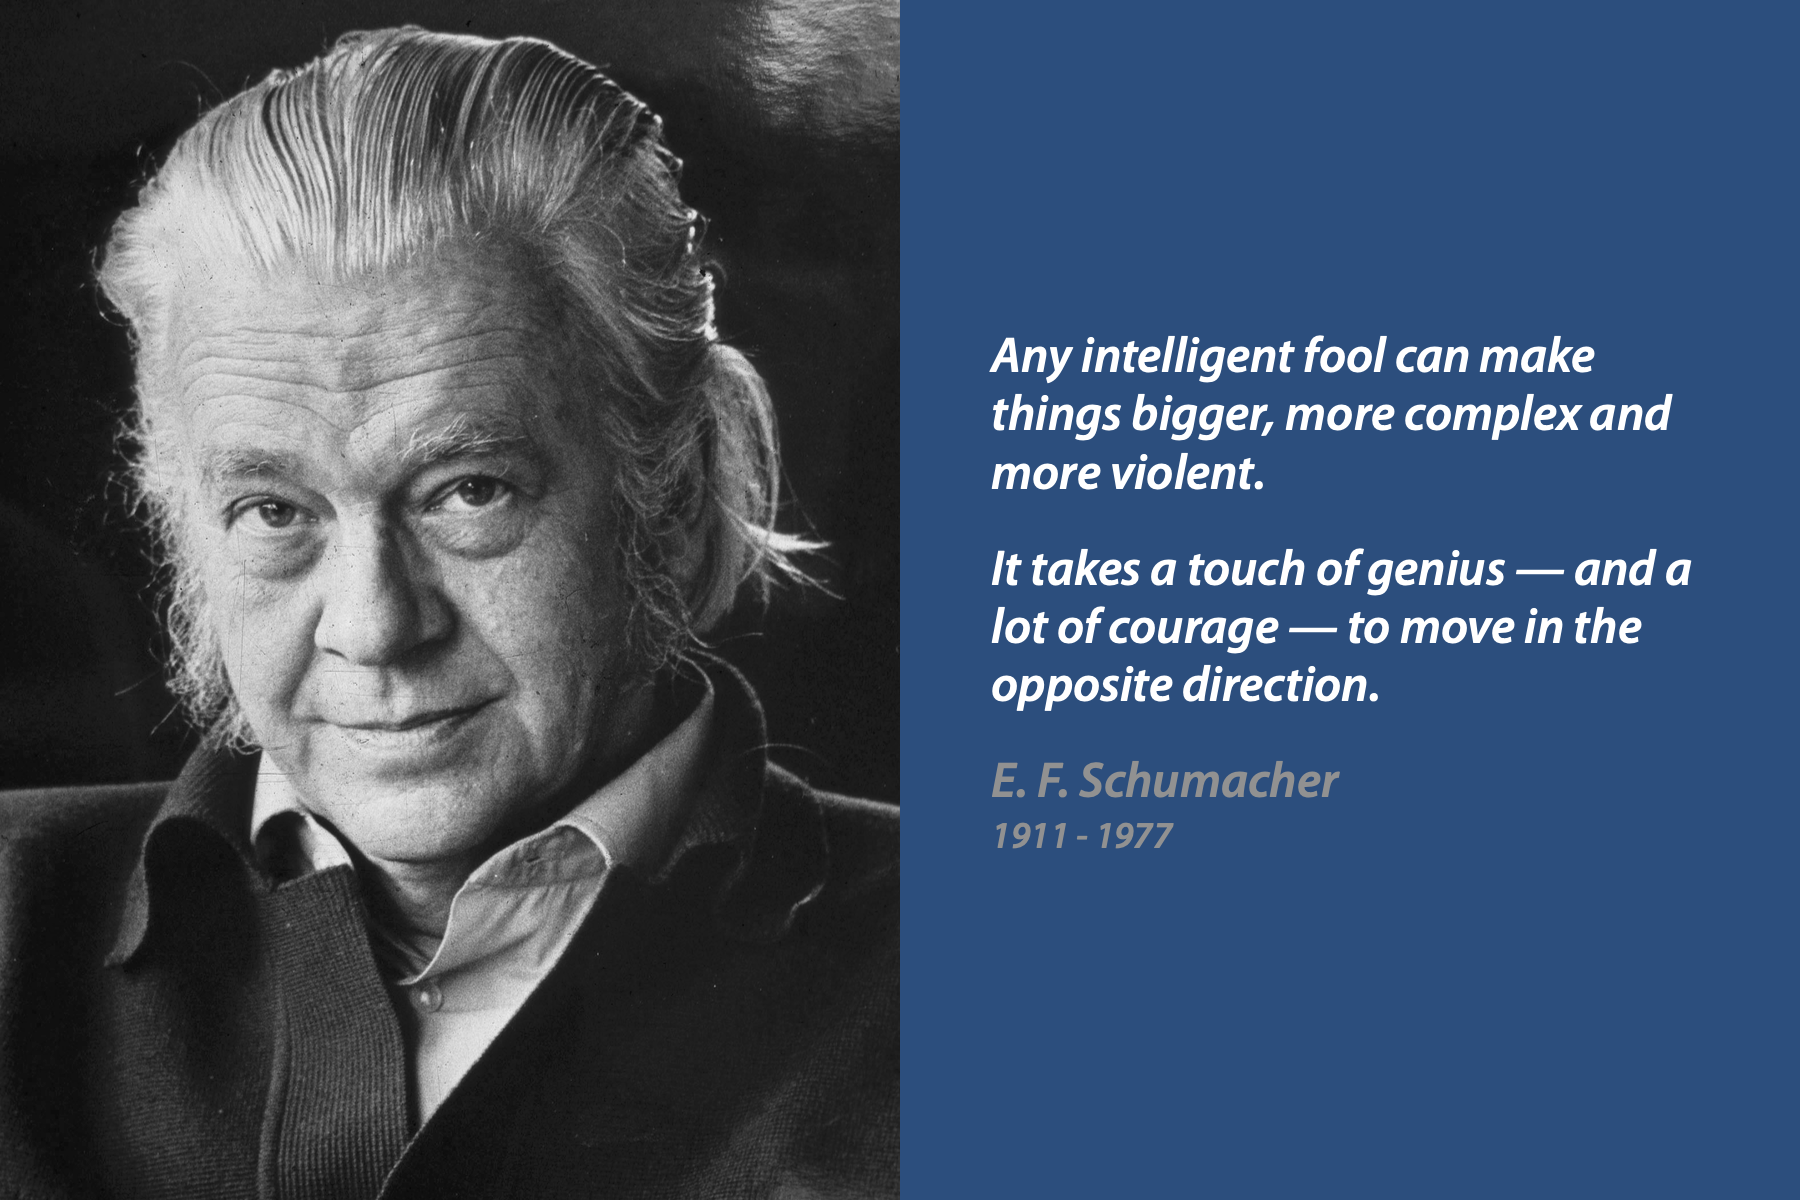 Any intelligent fool can make
things bigger, more complex and
more violent.
It takes a touch of genius — and a
lot of courage — to move in the
opposite direction.
E. F. Schumacher
1911 - 1977